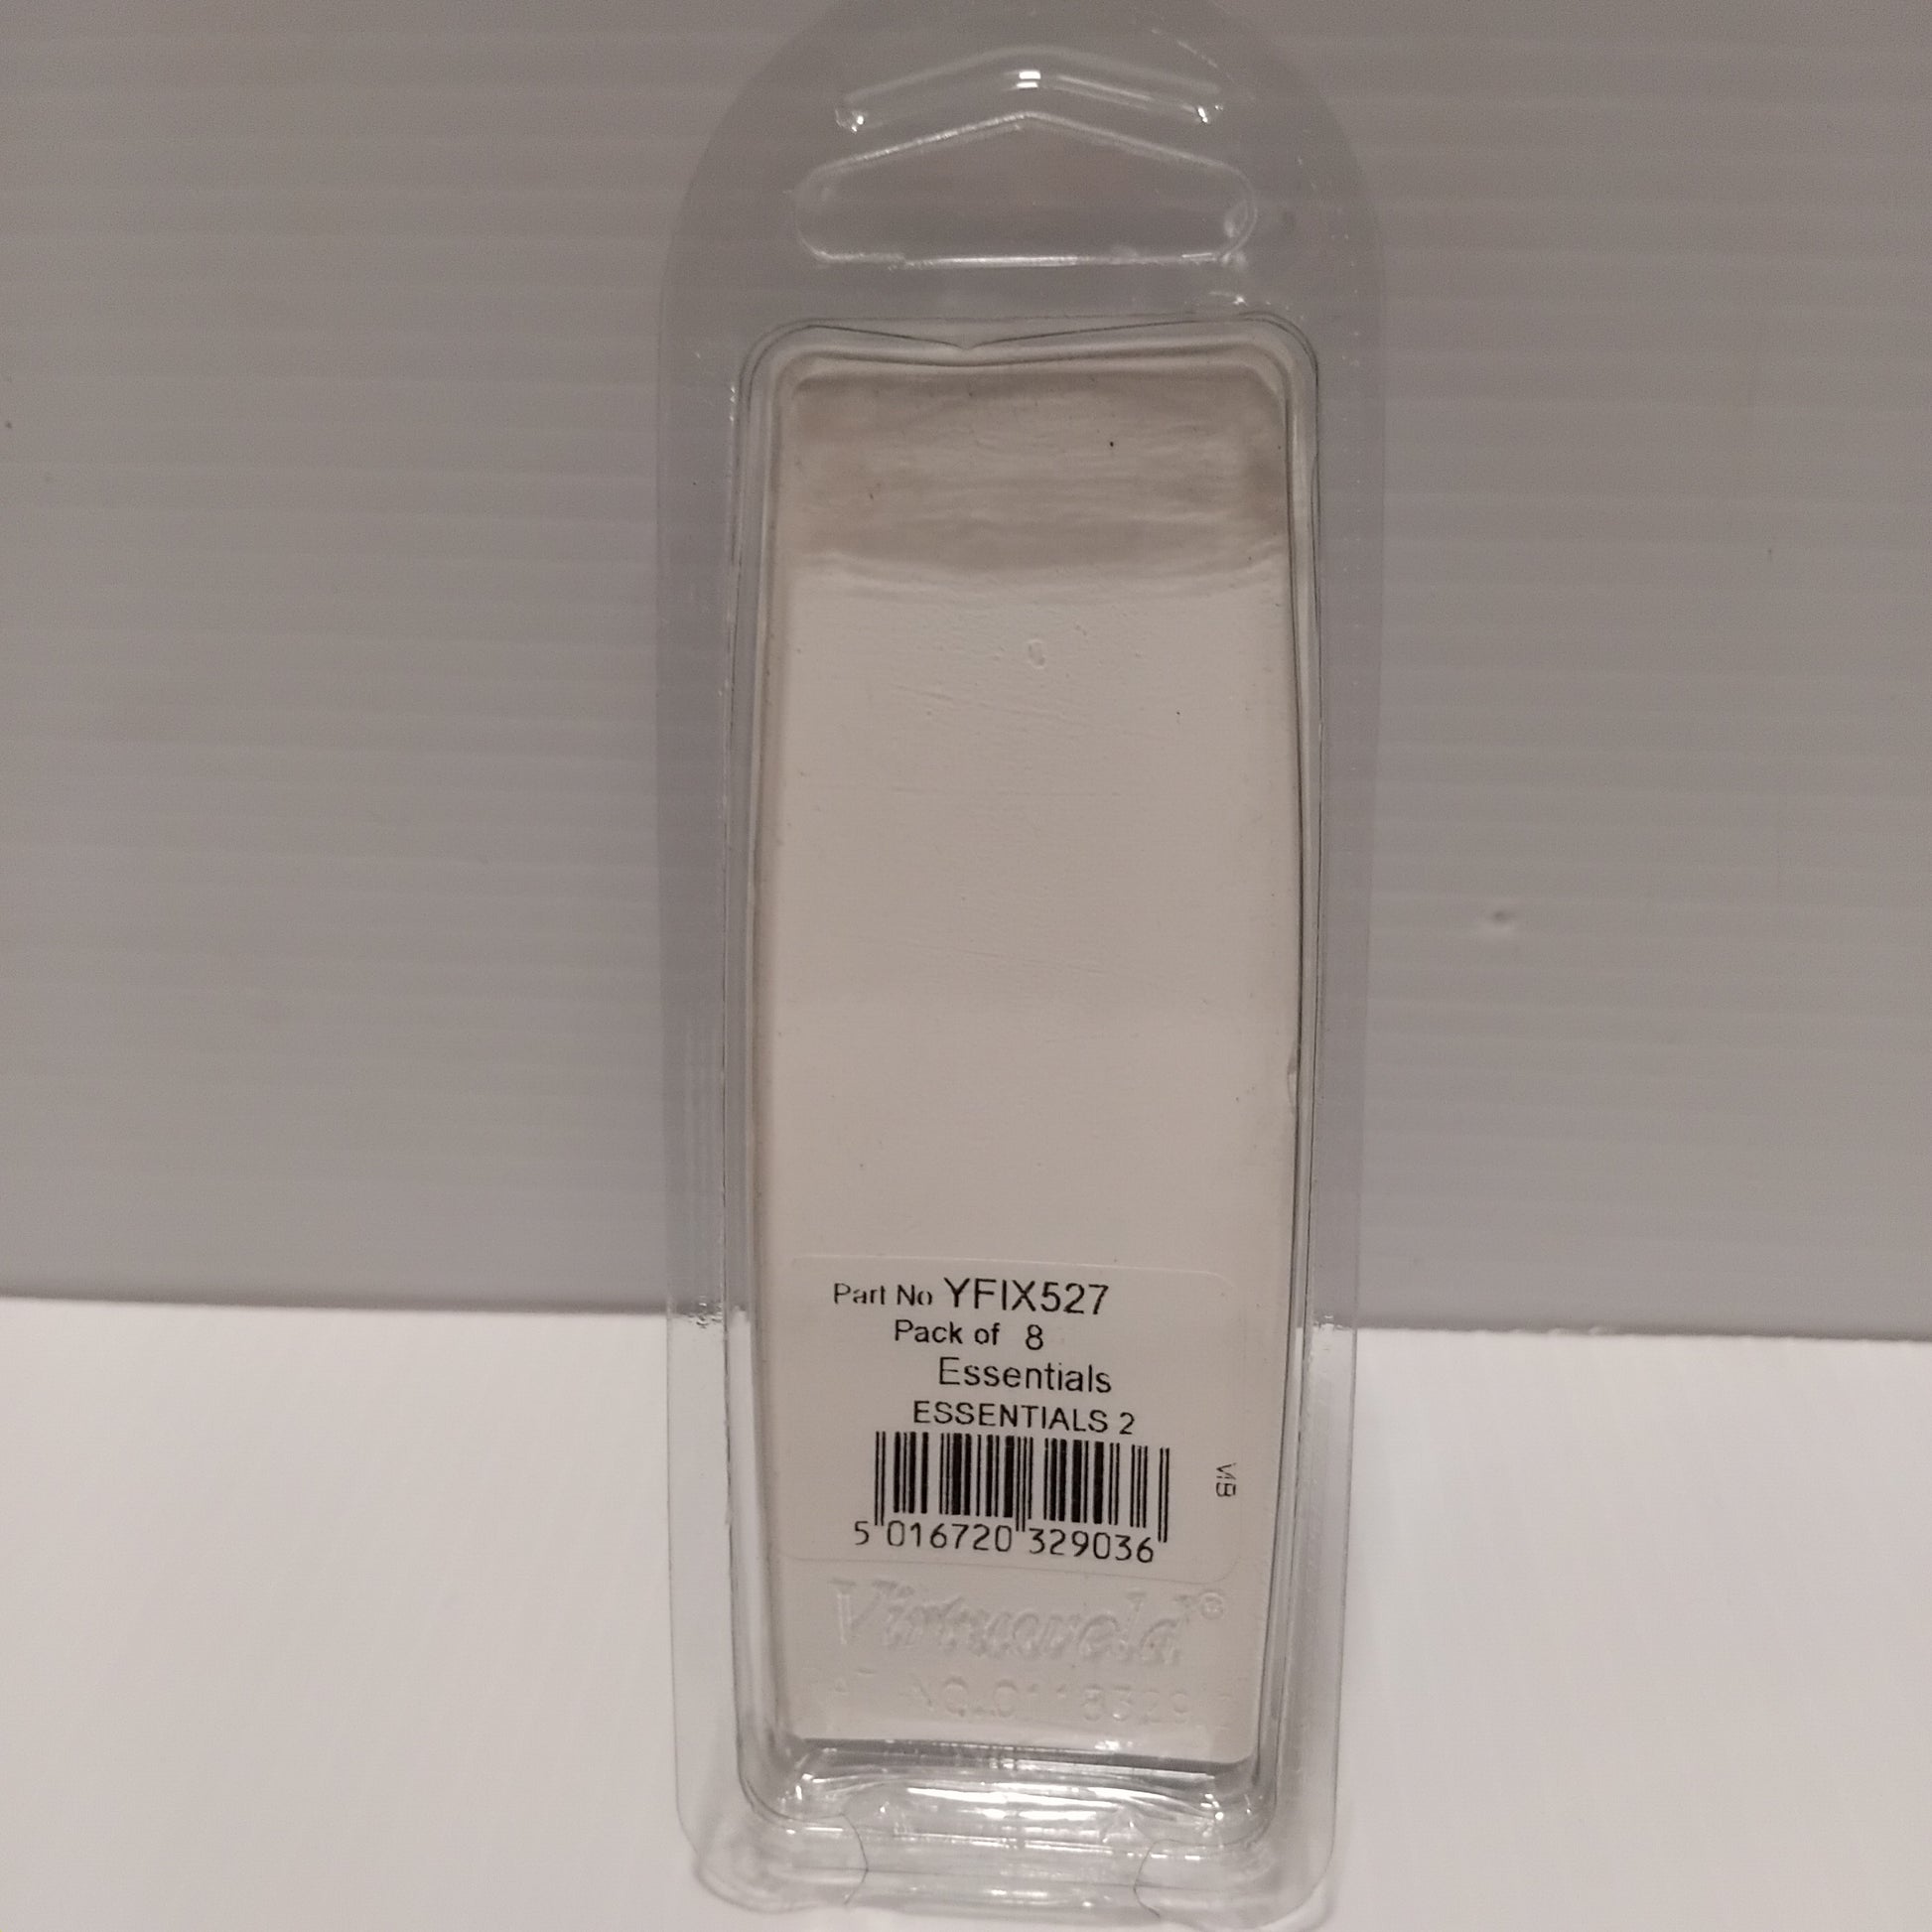 Part No YFIX527
Pack of 8
Essentials
ESSENTIALS 2
5 016720 329036